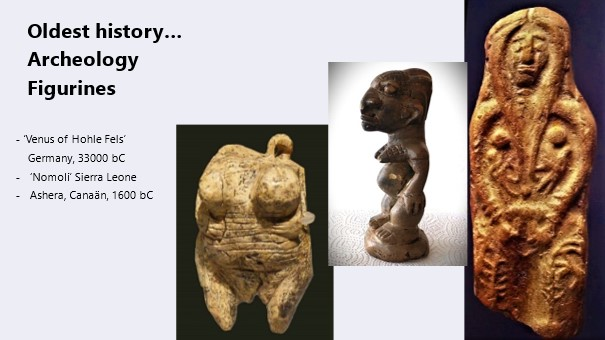 Oldest history…
Archeology
Figurines
- ‘Venus of Hohle Fels’
Germany, 33000 bC
- ‘Nomoli’ Sierra Leone
- Ashera, Canaän, 1600 bC